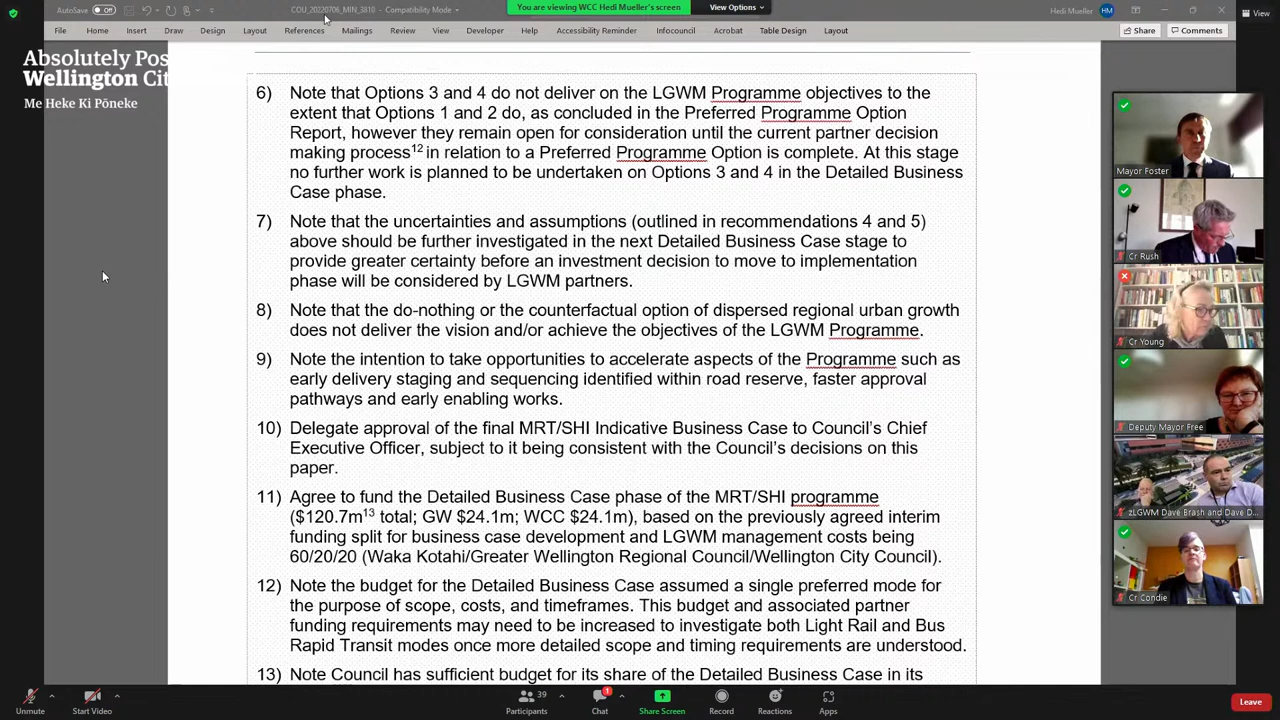 AutoSave Off COU_20220706_MIN_3810 - Compatibility Mode You are viewing WCC Hedi Mueller's screen View Options Hedi Mueller HM View
File Home Insert Draw Design Layout References Mailings Review View Developer Help Accessibility Reminder Infocouncil Acrobat Table Design Layout Share Comments
Absolutely Pos
Wellington Cit
Me Heke Ki Pōneke
6) Note that Options 3 and 4 do not deliver on the LGWM Programme objectives to the
extent that Options 1 and 2 do, as concluded in the Preferred Programme Option
Report, however they remain open for consideration until the current partner decision
making process12 in relation to a Preferred Programme Option is complete. At this stage
no further work is planned to be undertaken on Options 3 and 4 in the Detailed Business
Case phase.
7) Note that the uncertainties and assumptions (outlined in recommendations 4 and 5)
above should be further investigated in the next Detailed Business Case stage to
provide greater certainty before an investment decision to move to implementation
phase will be considered by LGWM partners.
8) Note that the do-nothing or the counterfactual option of dispersed regional urban growth
does not deliver the vision and/or achieve the objectives of the LGWM Programme.
9) Note the intention to take opportunities to accelerate aspects of the Programme such as
early delivery staging and sequencing identified within road reserve, faster approval
pathways and early enabling works.
10) Delegate approval of the final MRT/SHI Indicative Business Case to Council's Chief
Executive Officer, subject to it being consistent with the Council's decisions on this
paper.
11) Agree to fund the Detailed Business Case phase of the MRT/SHI programme
($120.7m13 total; GW $24.1m; WCC $24.1m), based on the previously agreed interim
funding split for business case development and LGWM management costs being
60/20/20 (Waka Kotahi/Greater Wellington Regional Council/Wellington City Council).
12) Note the budget for the Detailed Business Case assumed a single preferred mode for
the purpose of scope, costs, and timeframes. This budget and associated partner
funding requirements may need to be increased to investigate both Light Rail and Bus
Rapid Transit modes once more detailed scope and timing requirements are understood.
13) Note Council has sufficient budget for its share of the Detailed Business Case in its
Mayor Foster
Cr Rush
Cr Young
Deputy Mayor Free
zLGWM Dave Brash and Dave D...
Cr Condie
Unmute Start Video Participants 39 Chat 1 Share Screen Record Reactions Apps Leave